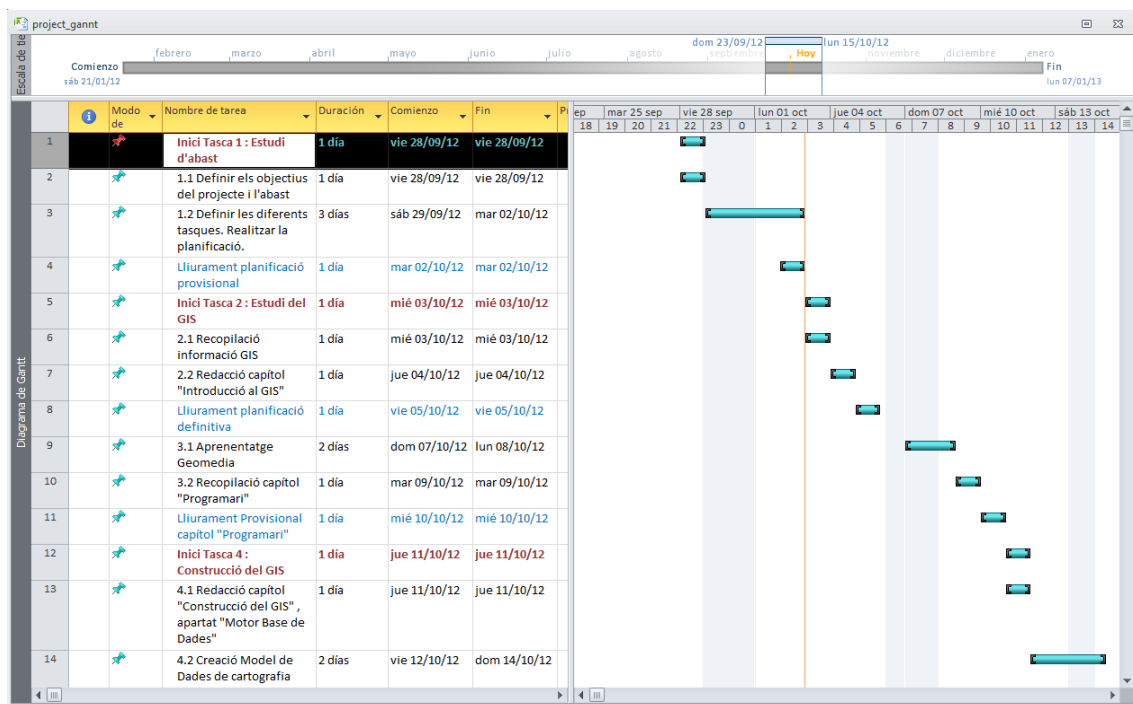 project_gannt
Escala de tie
dom 23/09/12
lun 15/10/12
febrero marzo abril mayo junio julio agosto septiembre Hoy noviembre diciembre enero
Comienzo
Fin
sáb 21/01/12
lun 07/01/13
Modo de
Nombre de tarea
Duración
Comienzo
Fin
ep mar 25 sep vie 28 sep lun 01 oct jue 04 oct dom 07 oct mié 10 oct sáb 13 oct
18 19 20 21 22 23 0 1 2 3 4 5 6 7 8 9 10 11 12 13 14
Diagrama de Gantt
1 Inici Tasca 1 : Estudi 1 día vie 28/09/12 vie 28/09/12
d'abast
2 1.1 Definir els objectius 1 día vie 28/09/12 vie 28/09/12
del projecte i l'abast
3 1.2 Definir les diferents 3 días sáb 29/09/12 mar 02/10/12
tasques. Realitzar la
planificació.
4 Lliurament planificació 1 día mar 02/10/12 mar 02/10/12
provisional
5 Inici Tasca 2 : Estudi del 1 día mié 03/10/12 mié 03/10/12
GIS
6 2.1 Recopilació 1 día mié 03/10/12 mié 03/10/12
informació GIS
7 2.2 Redacció capítol 1 día jue 04/10/12 jue 04/10/12
"Introducció al GIS"
8 Lliurament planificació 1 día vie 05/10/12 vie 05/10/12
definitiva
9 3.1 Aprenentatge 2 días dom 07/10/12 lun 08/10/12
Geomedia
10 3.2 Recopilació capítol 1 día mar 09/10/12 mar 09/10/12
"Programari"
11 Lliurament Provisional 1 día mié 10/10/12 mié 10/10/12
capítol "Programari"
12 Inici Tasca 4 : 1 día jue 11/10/12 jue 11/10/12
Construcció del GIS
13 4.1 Redacció capítol 1 día jue 11/10/12 jue 11/10/12
"Construcció del GIS" ,
apartat "Motor Base de
Dades"
14 4.2 Creació Model de 2 días vie 12/10/12 dom 14/10/12
Dades de cartografia